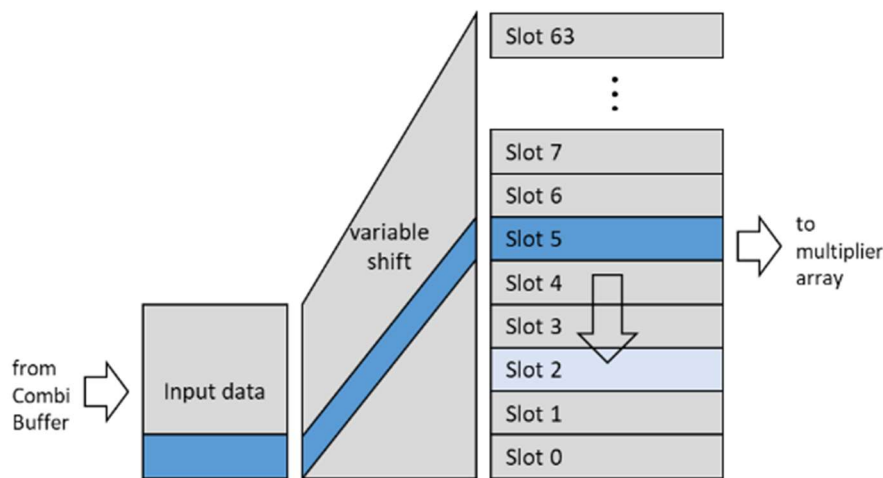 Slot 63
Slot 7
Slot 6
Slot 5
Slot 4
Slot 3
Slot 2
Slot 1
Slot 0
variable
shift
to
multiplier
array
from
Combi
Buffer
Input data